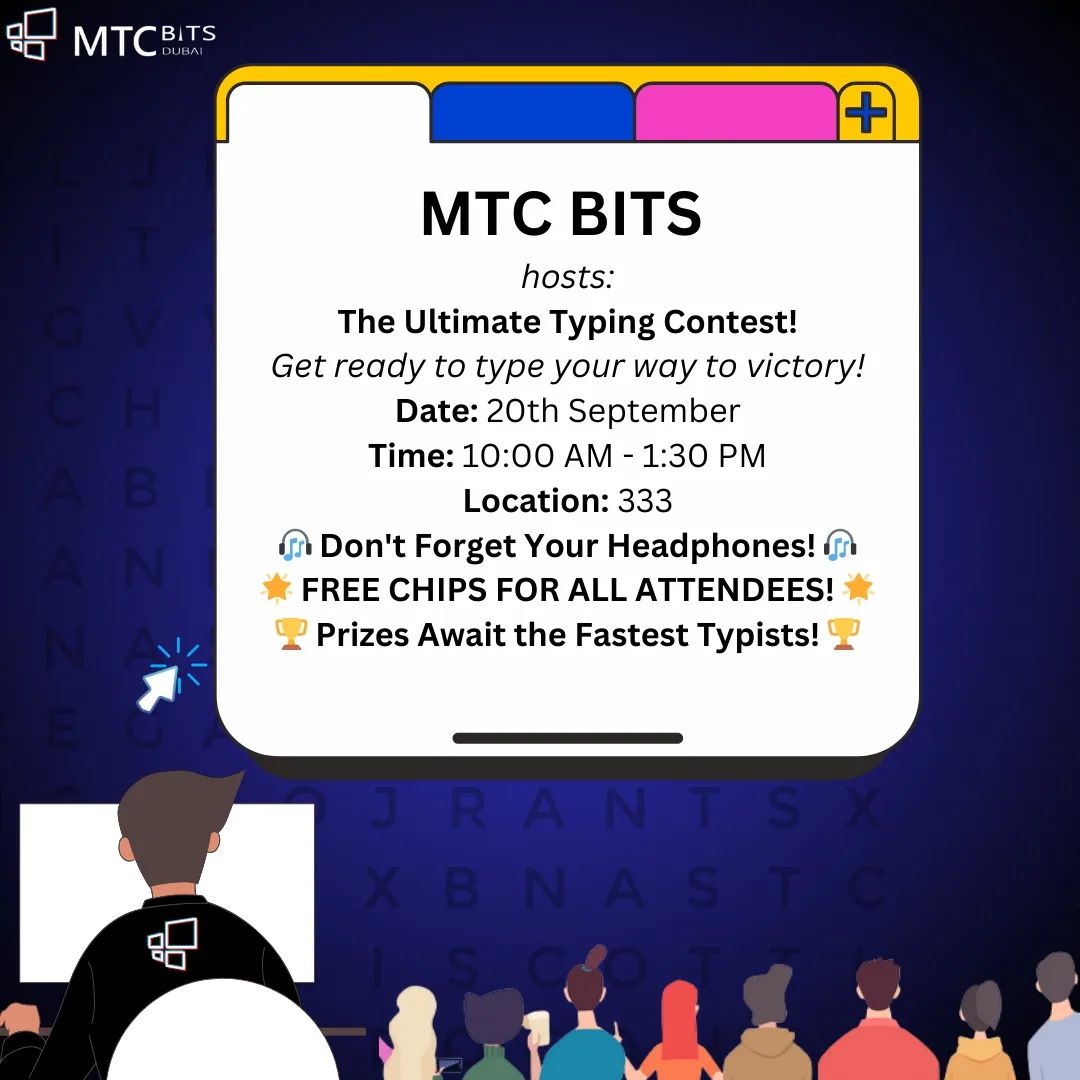 MTC BITS
DUBAI
MTC BITS
hosts:
The Ultimate Typing Contest!
Get ready to type your way to victory!
Date: 20th September
Time: 10:00 AM - 1:30 PM
Location: 333
Don't Forget Your Headphones!
FREE CHIPS FOR ALL ATTENDEES!
Prizes Await the Fastest Typists!
L J
I T
G V
C H
A B
A N
N A
E G A
O J R A N T S X
X B N A S T C
I S C O T T